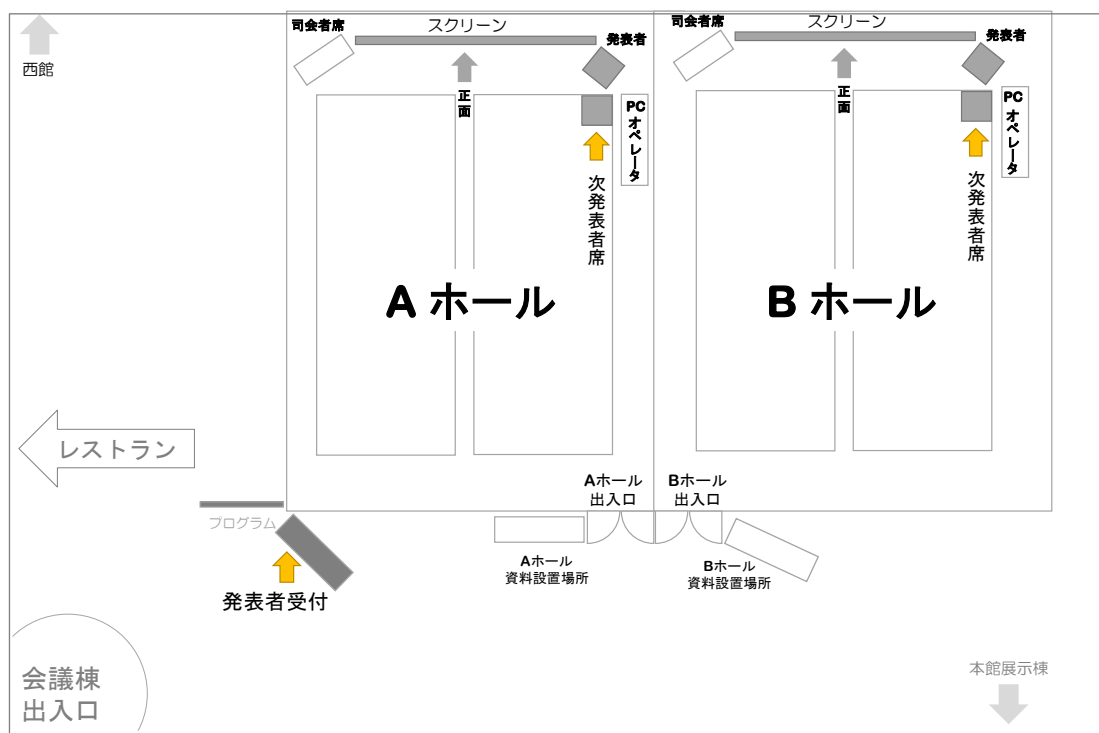 司会者席
スクリーン
発表者
司会者席
スクリーン
発表者
西館
正面
PCオペレータ
正面
PCオペレータ
次発表者席
次発表者席
A ホール
B ホール
レストラン
Aホール
出入口
Bホール
出入口
プログラム
Aホール
資料設置場所
Bホール
資料設置場所
発表者受付
会議棟
出入口
本館展示棟